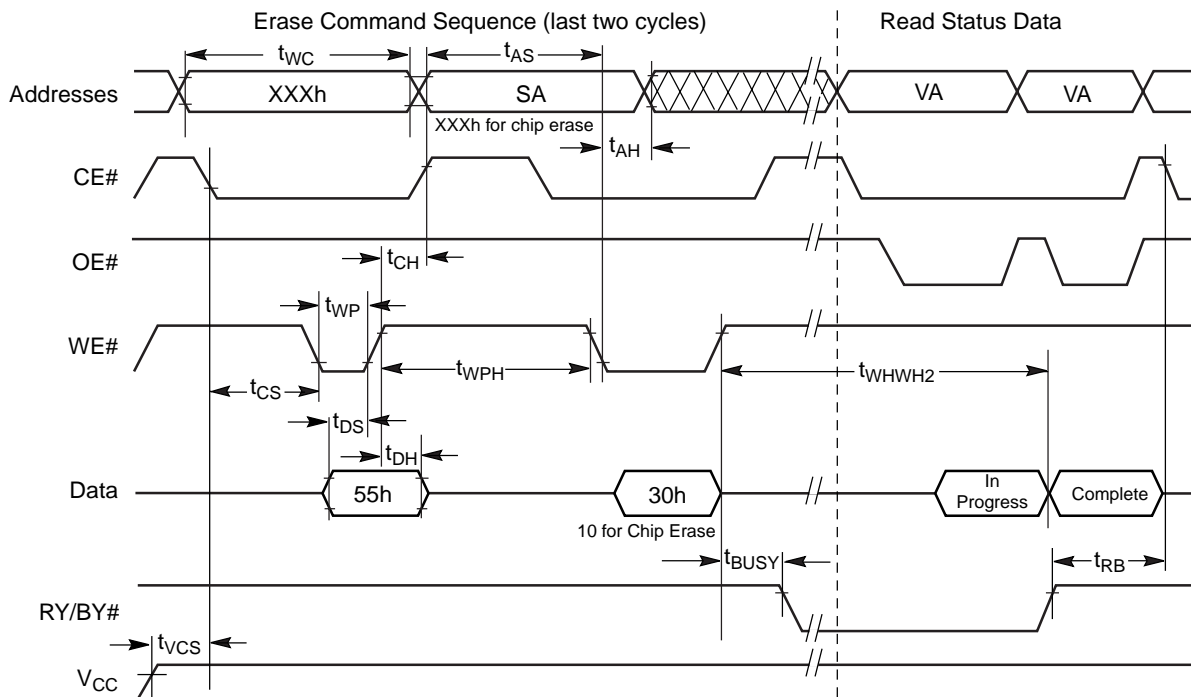 Erase Command Sequence (last two cycles)
Read Status Data
tWC
tAS
Addresses
XXXh
SA
VA
VA
XXXh for chip erase
tAH
CE#
OE#
tCH
tWP
WE#
tWPH
tWHWH2
tCS
tDS
tDH
Data
55h
30h
In
Progress
Complete
10 for Chip Erase
tBUSY
tRB
RY/BY#
tVCS
VCC